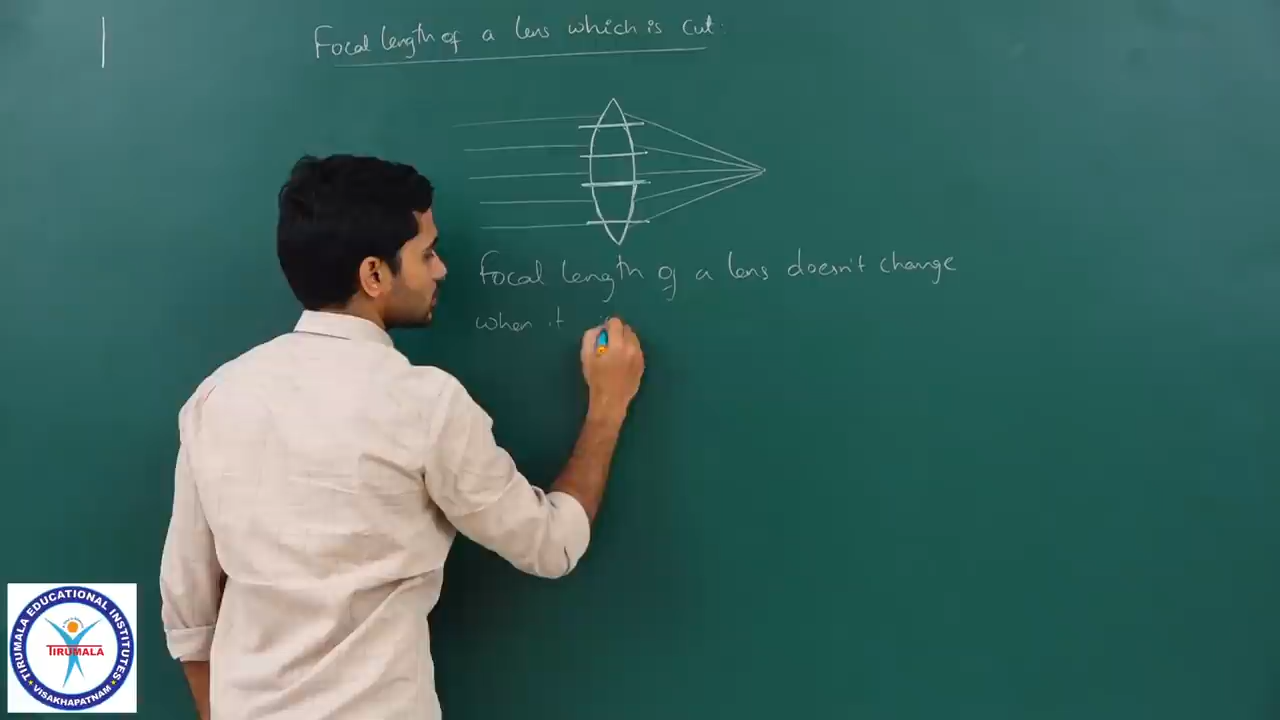 Focal length of a lens which is cut:
Focal length of a lens doesn't change
when it
TIRUMALA EDUCATIONAL INSTITUTES
TIRUMALA
VISAKHAPATNAM